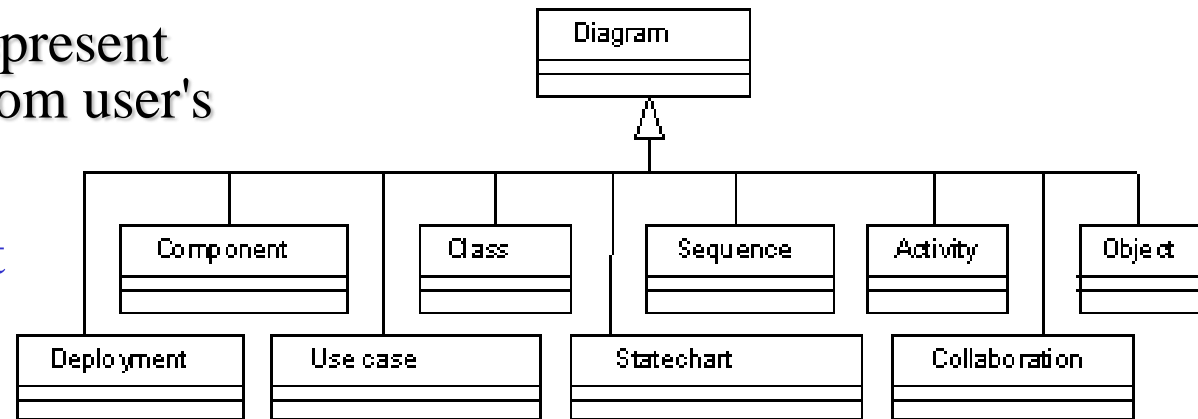 present
om user's
t
Diagram
Component
Class
Sequence
Activity
Object
Deployment
Use case
Statechart
Collaboration